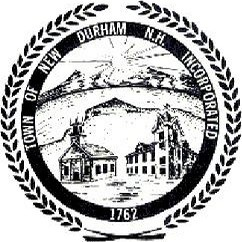 TOWN OF NEW DURHAM N.H. INCORPORATED
1762